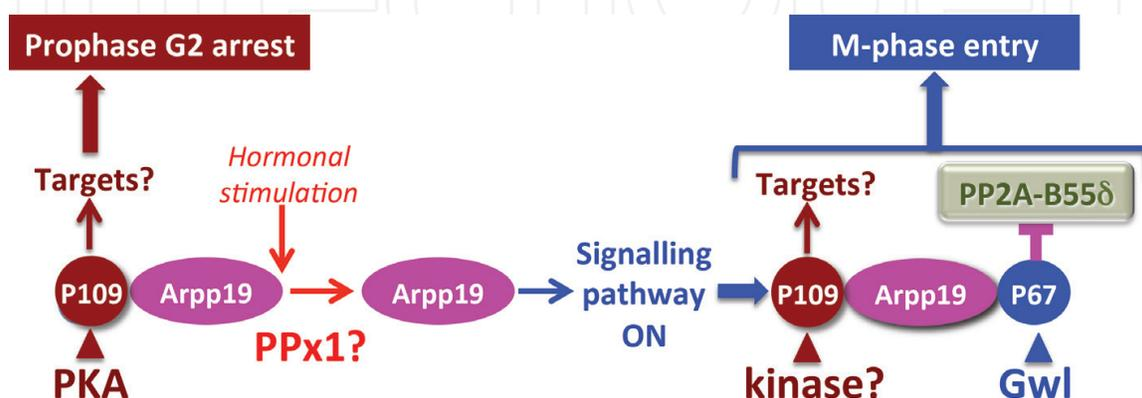 Prophase G2 arrest
M-phase entry
Hormonal
stimulation
Targets?
Targets?
PP2A-B55δ
P109
Arpp19
Arpp19
Signalling
pathway
ON
P109
Arpp19
P67
PPx1?
PKA
kinase?
Gwl